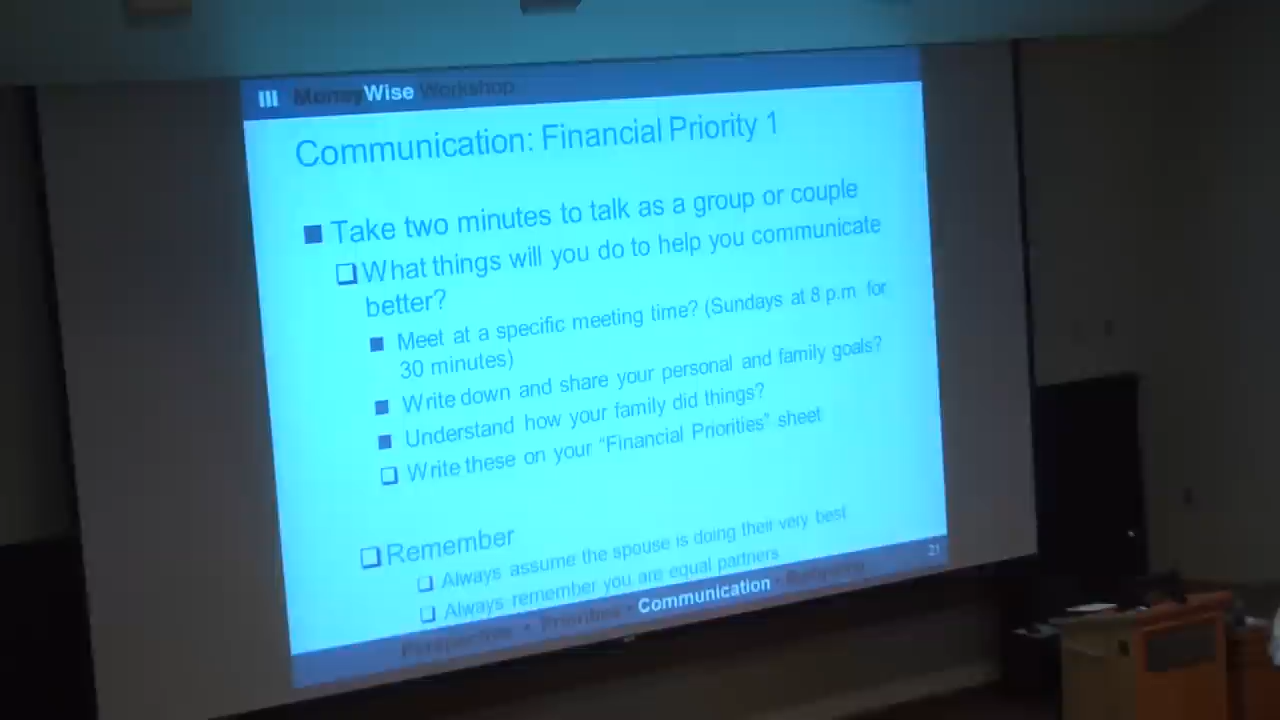 MoneyWise Workshop
Communication: Financial Priority 1
Take two minutes to talk as a group or couple
What things will you do to help you communicate
better?
Meet at a specific meeting time? (Sundays at 8 p.m for
30 minutes)
Write down and share your personal and family goals?
Understand how your family did things?
Write these on your "Financial Priorities" sheet
Remember
Always assume the spouse is doing their very best
Always remember you are equal partners
21
Perspective • Priorities • Communication •